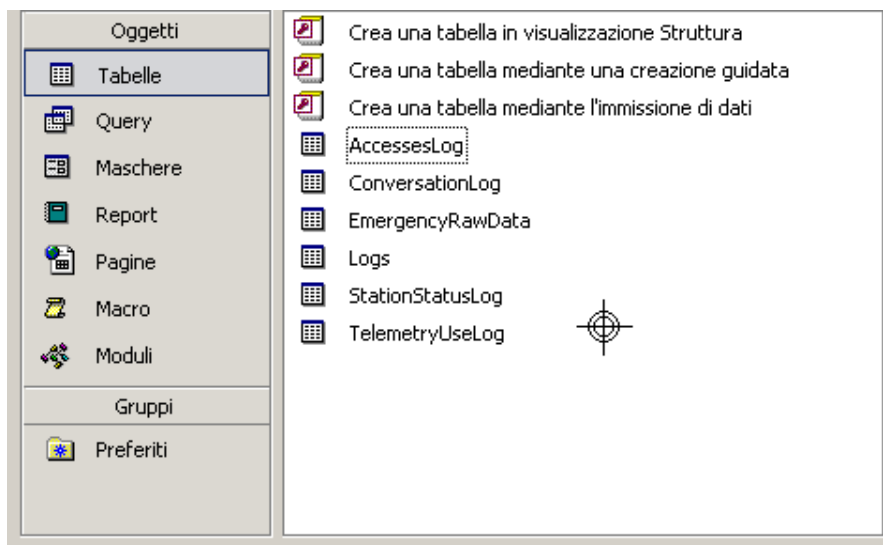 Oggetti
Tabelle
Query
Maschere
Report
Pagine
Macro
Moduli
Gruppi
Preferiti
Crea una tabella in visualizzazione Struttura
Crea una tabella mediante una creazione guidata
Crea una tabella mediante l'immissione di dati
AccessesLog
ConversationLog
EmergencyRawData
Logs
StationStatusLog
TelemetryUseLog